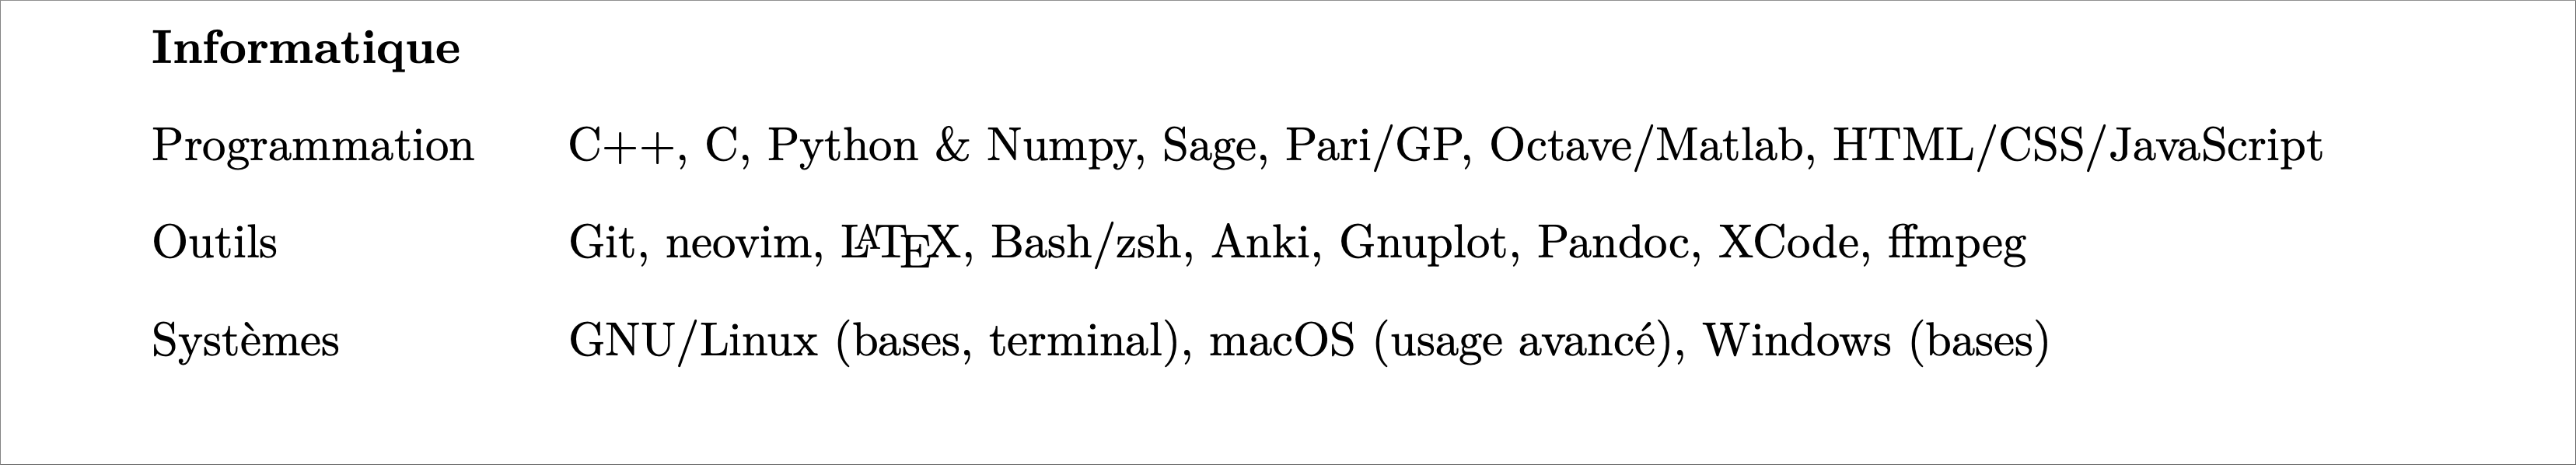 Informatique
Programmation C++, C, Python & Numpy, Sage, Pari/GP, Octave/Matlab, HTML/CSS/JavaScript
Outils Git, neovim, LATEX, Bash/zsh, Anki, Gnuplot, Pandoc, XCode, ffmpeg
Systèmes GNU/Linux (bases, terminal), macOS (usage avancé), Windows (bases)